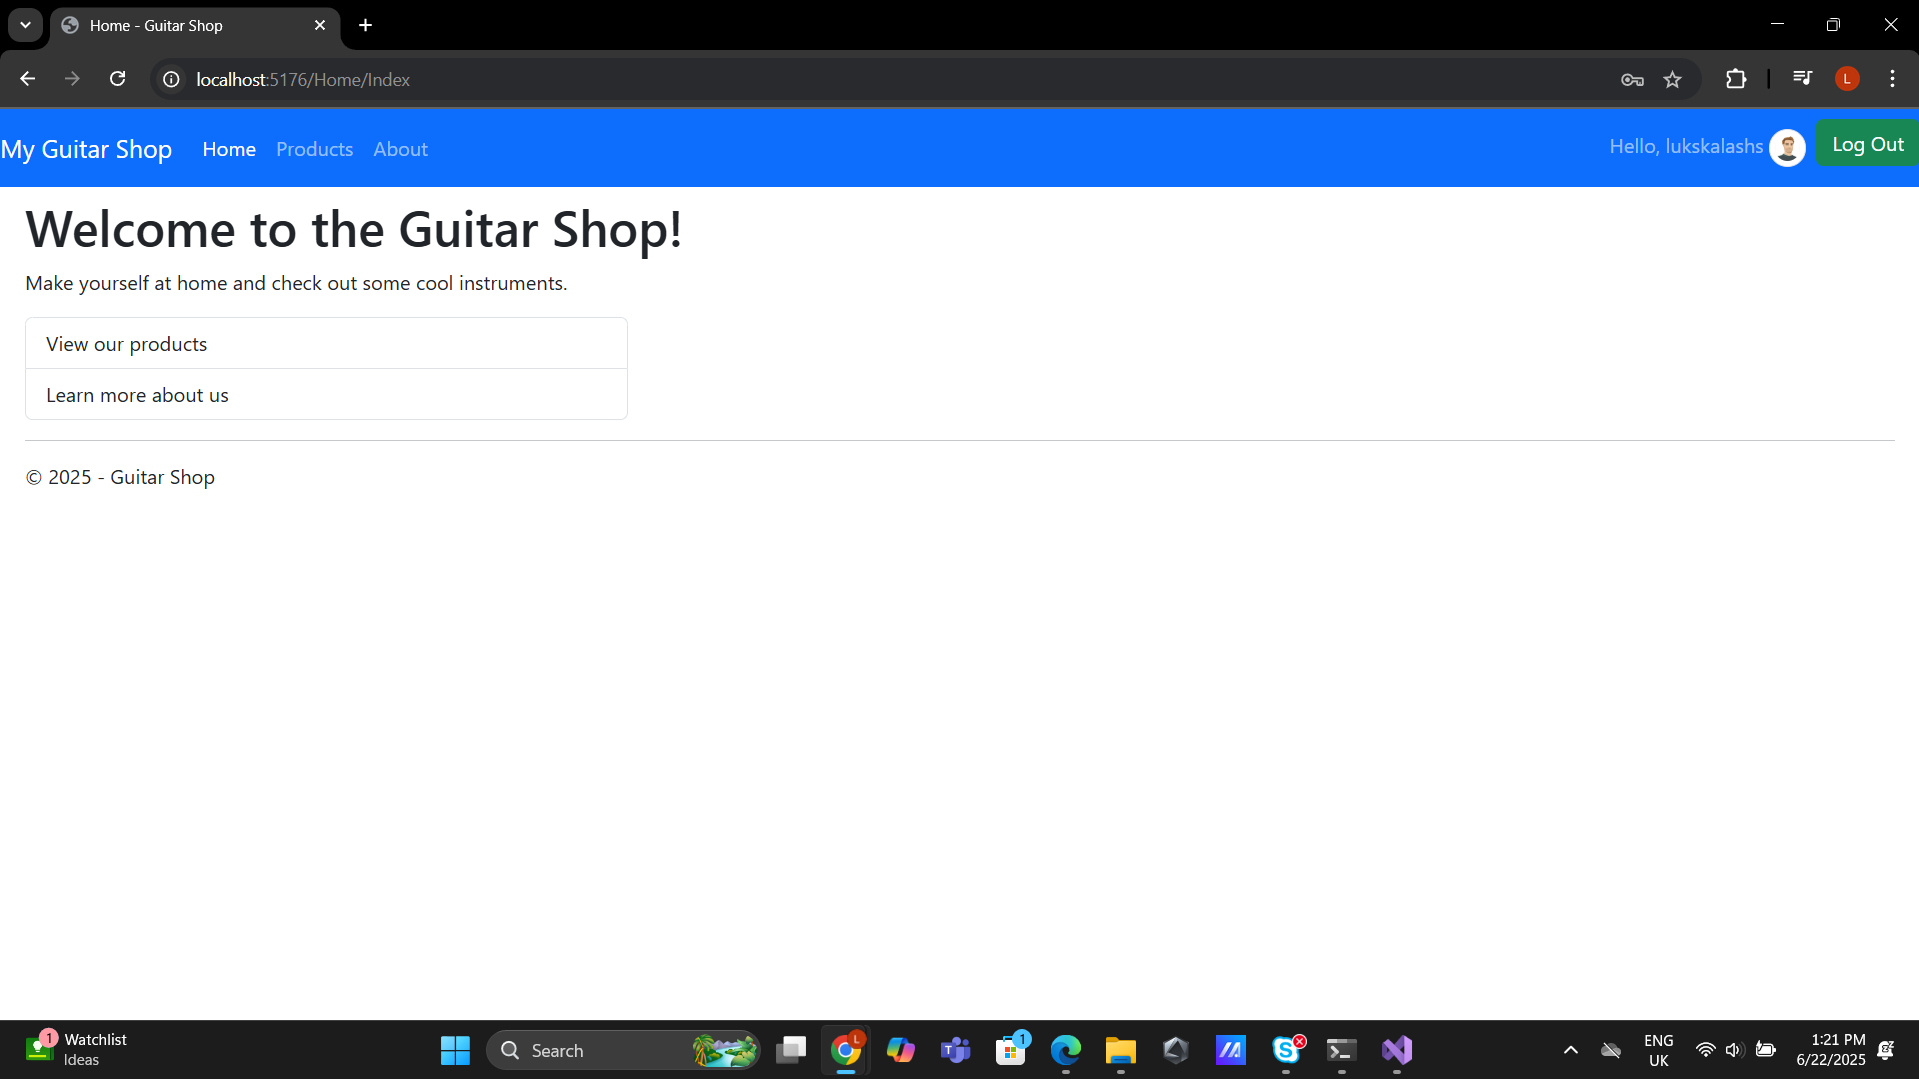 Home - Guitar Shop
localhost:5176/Home/Index
L
My Guitar Shop Home Products About Hello, lukskalashs Log Out
Welcome to the Guitar Shop!
Make yourself at home and check out some cool instruments.
View our products
Learn more about us
© 2025 - Guitar Shop
1 Watchlist
Ideas
Search
L
T
1
S
ENG
UK
1:21 PM
6/22/2025